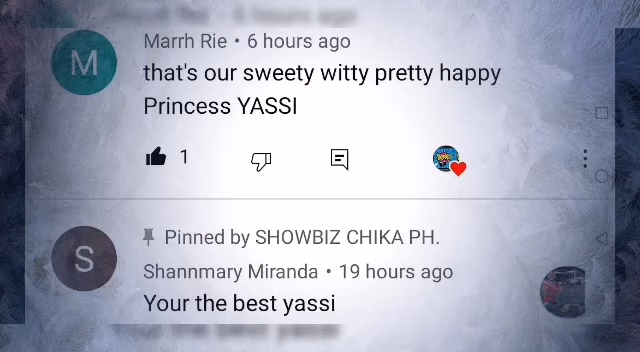 M
Marrh Rie • 6 hours ago
that's our sweety witty pretty happy
Princess YASSI
1
Pinned by SHOWBIZ CHIKA PH.
S
Shannmary Miranda • 19 hours ago
Your the best yassi